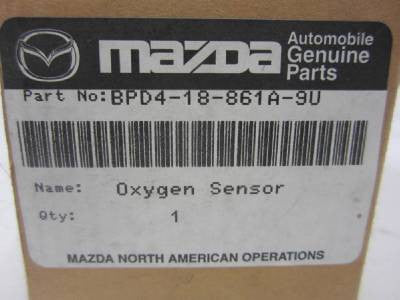 mazda
Automobile
Genuine
Parts
Part No:BPD4-18-861A-9U
Name: Oxygen Sensor
Qty: 1
MAZDA NORTH AMERICAN OPERATIONS